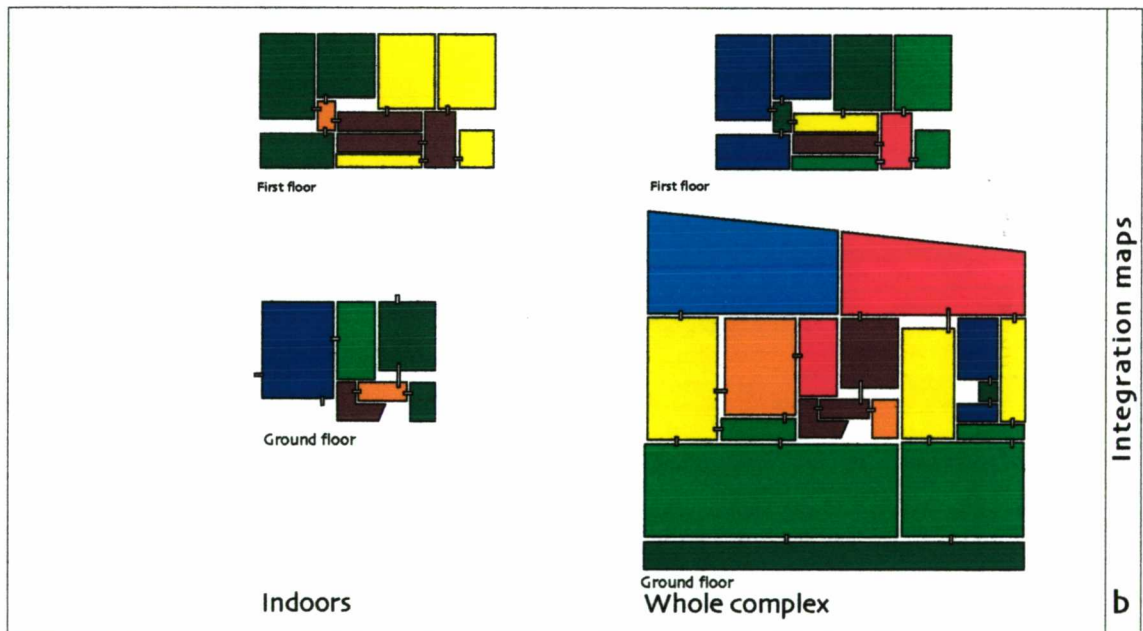 First floor
First floor
Ground floor
Ground floor
Indoors
Whole complex
Integration maps
b